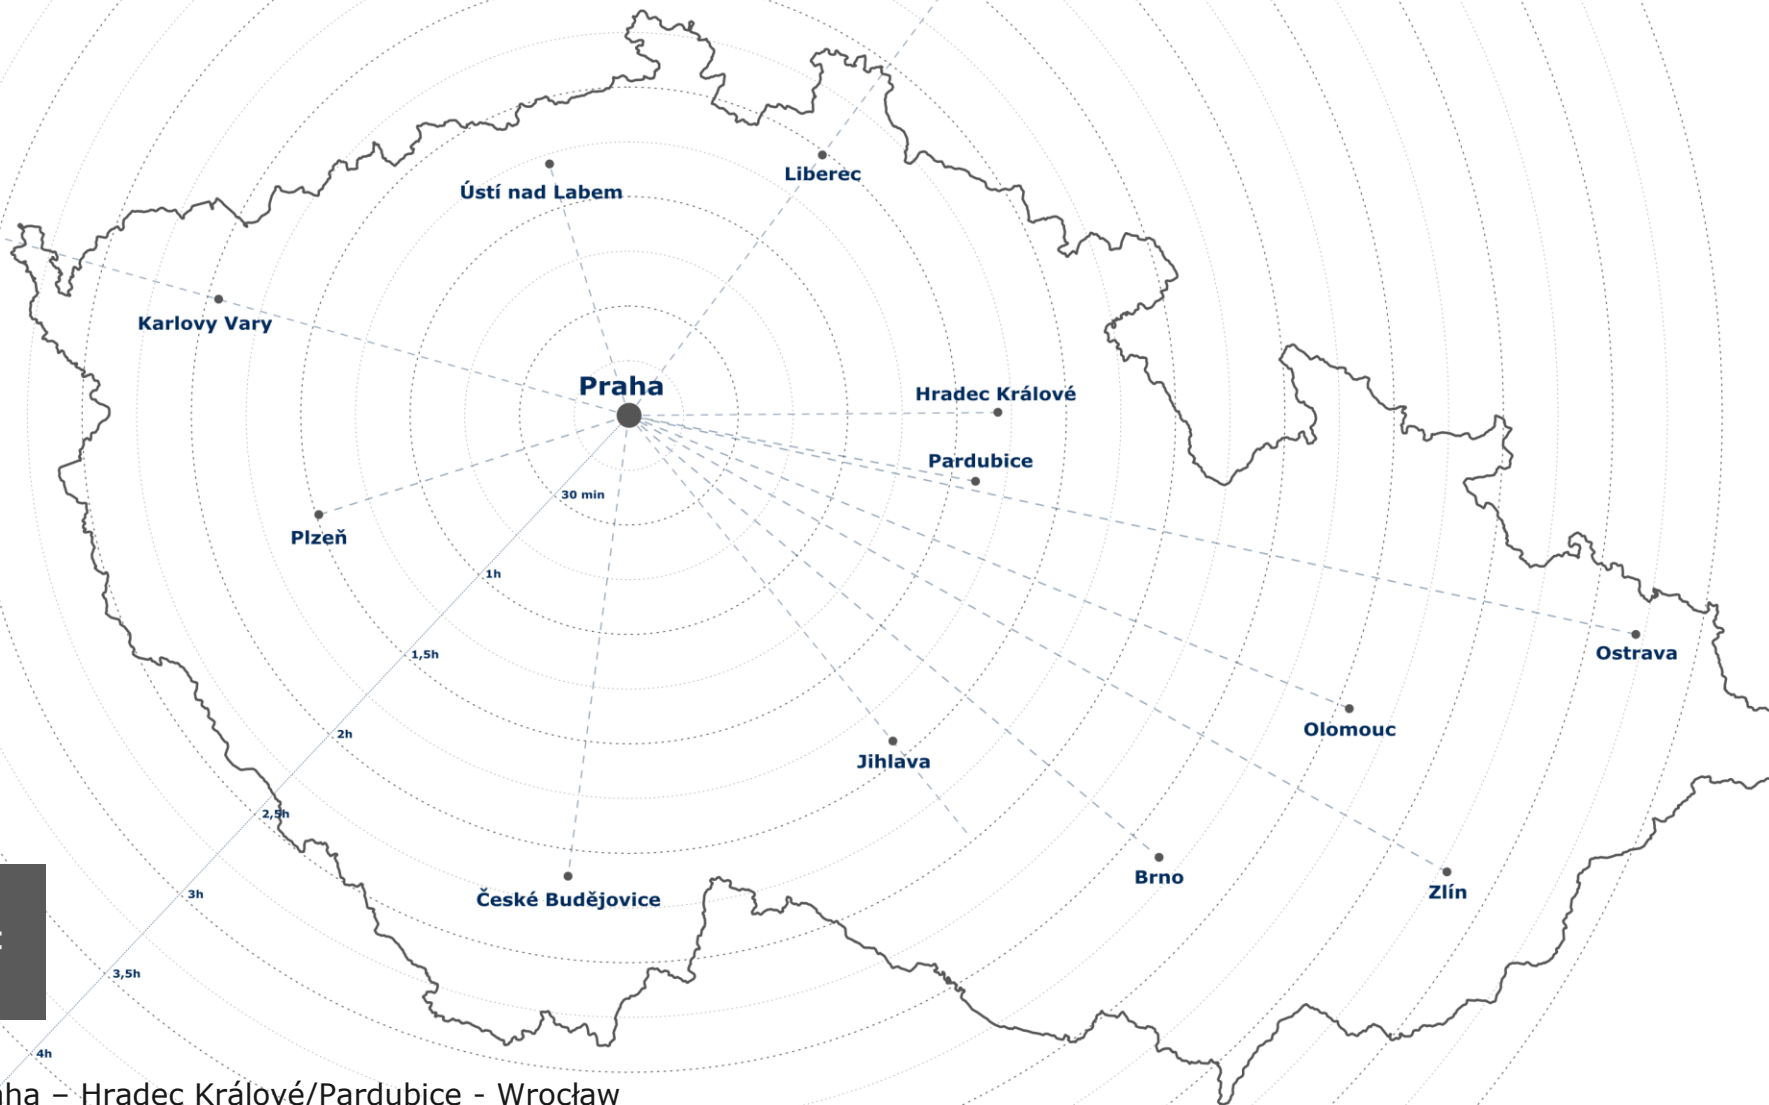 Liberec
Ústí nad Labem
Karlovy Vary
Praha
Hradec Králové
Pardubice
30 min
Plzeň
1h
Ostrava
1,5h
Olomouc
2h
Jihlava
2,5h
Brno
Zlín
3h
České Budějovice
3,5h
4h
– Hradec Králové/Pardubice - Wrocław